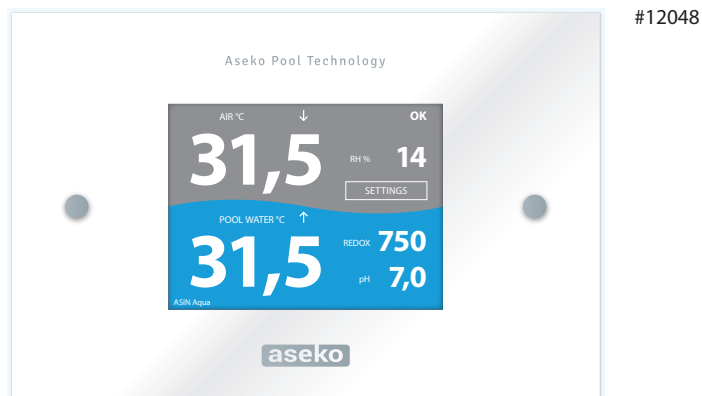 #12048
Aseko Pool Technology
AIR °C ↓ OK
31,5
RH % 14
SETTINGS
POOL WATER °C ↑
31,5
REDOX 750
pH 7,0
ASIN Aqua
aseko